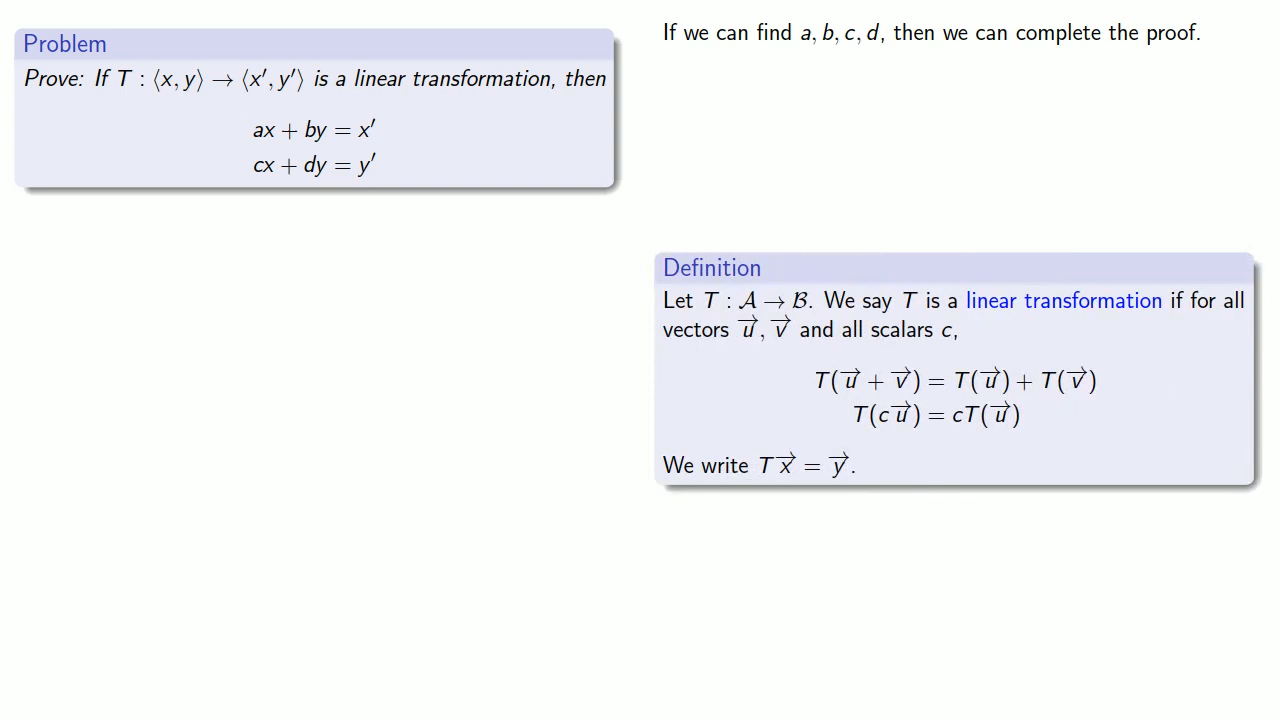 Problem
Prove: If T : ⟨x, y⟩ → ⟨x′, y′⟩ is a linear transformation, then
ax + by = x′
cx + dy = y′
If we can find a, b, c, d, then we can complete the proof.
Definition
Let T : 𝒜 → ℬ. We say T is a linear transformation if for all
vectors u⃗, v⃗ and all scalars c,
T(u⃗ + v⃗) = T(u⃗) + T(v⃗)
T(cu⃗) = cT(u⃗)
We write Tx⃗ = y⃗.